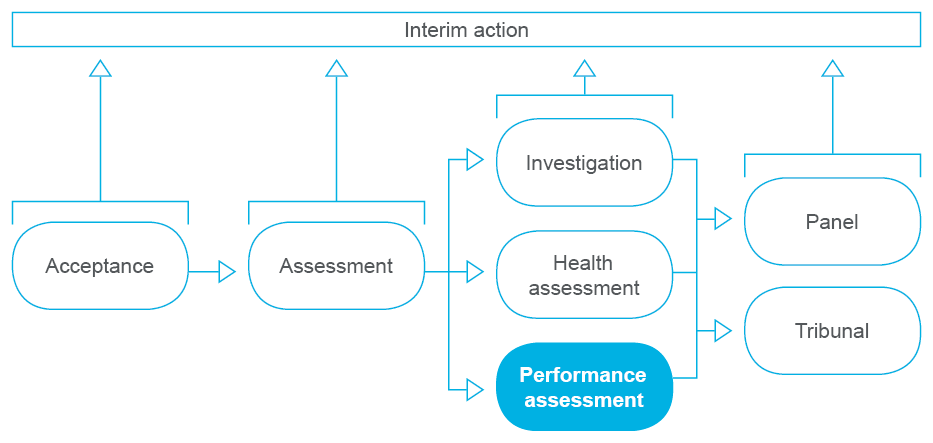 Interim action
Acceptance
Assessment
Investigation
Health
assessment
Performance
assessment
Panel
Tribunal